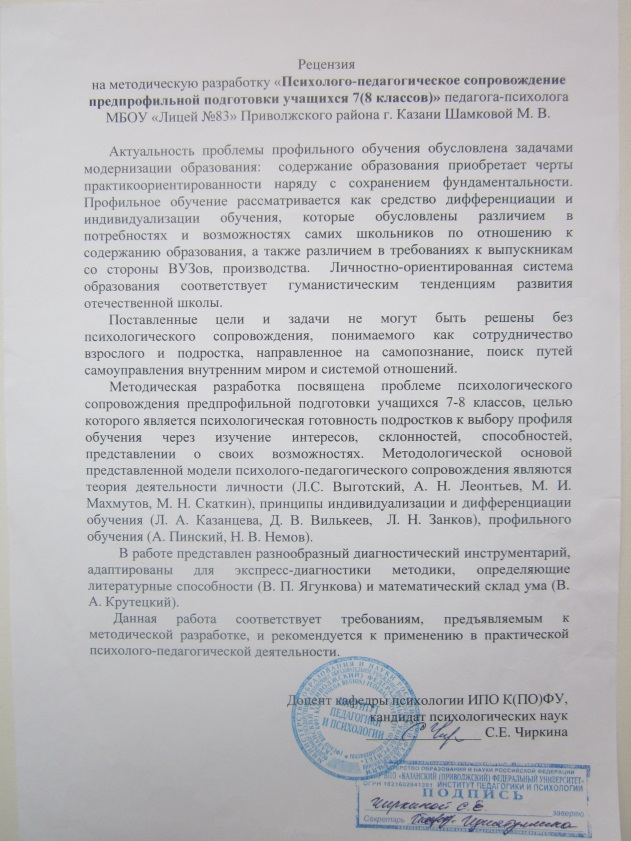 Рецензия
на методическую разработку «Психолого-педагогическое сопровождение
предпрофильной подготовки учащихся 7(8 классов)» педагога-психолога
МБОУ «Лицей №83» Приволжского района г. Казани Шамковой М. В.
Актуальность проблемы профильного обучения обусловлена задачами
модернизации образования: содержание образования приобретает черты
практикоориентированности наряду с сохранением фундаментальности.
Профильное обучение рассматривается как средство дифференциации и
индивидуализации обучения, которые обусловлены различием в
потребностях и возможностях самих школьников по отношению к
содержанию образования, а также различием в требованиях к выпускникам
со стороны ВУЗов, производства. Личностно-ориентированная система
образования соответствует гуманистическим тенденциям развития
отечественной школы.
Поставленные цели и задачи не могут быть решены без
психологического сопровождения, понимаемого как сотрудничество
взрослого и подростка, направленное на самопознание, поиск путей
самоуправления внутренним миром и системой отношений.
Методическая разработка посвящена проблеме психологического
сопровождения предпрофильной подготовки учащихся 7-8 классов, целью
которого является психологическая готовность подростков к выбору профиля
обучения через изучение интересов, склонностей, способностей,
представлении о своих возможностях. Методологической основой
представленной модели психолого-педагогического сопровождения являются
теория деятельности личности (Л.С. Выготский, А. Н. Леонтьев, М. И.
Махмутов, М. Н. Скаткин), принципы индивидуализации и дифференциации
обучения (Л. А. Казанцева, Д. В. Вилькеев, Л. Н. Занков), профильного
обучения (А. Пинский, Н. В. Немов).
В работе представлен разнообразный диагностический инструментарий,
адаптированы для экспресс-диагностики методики, определяющие
литературные способности (В. П. Ягункова) и математический склад ума (В.
А. Крутецкий).
Данная работа соответствует требованиям, предъявляемым к
методической разработке, и рекомендуется к применению в практической
психолого-педагогической деятельности.
Доцент кафедры психологии ИПО К(ПО)ФУ,
кандидат психологических наук
С.Е. Чиркина
ИНСТИТУТ
ПЕДАГОГИКИ
И ПСИХОЛОГИИ
МИНИСТЕРСТВО ОБРАЗОВАНИЯ И НАУКИ РОССИЙСКОЙ ФЕДЕРАЦИИ
«КАЗАНСКИЙ (ПРИВОЛЖСКИЙ) ФЕДЕРАЛЬНЫЙ УНИВЕРСИТЕТ»
ОГРН 1021602841391 ИНСТИТУТ ПЕДАГОГИКИ И ПСИХОЛОГИИ
ПОДПИСЬ
Чиркиной С.Е.
заверяю
Секретарь